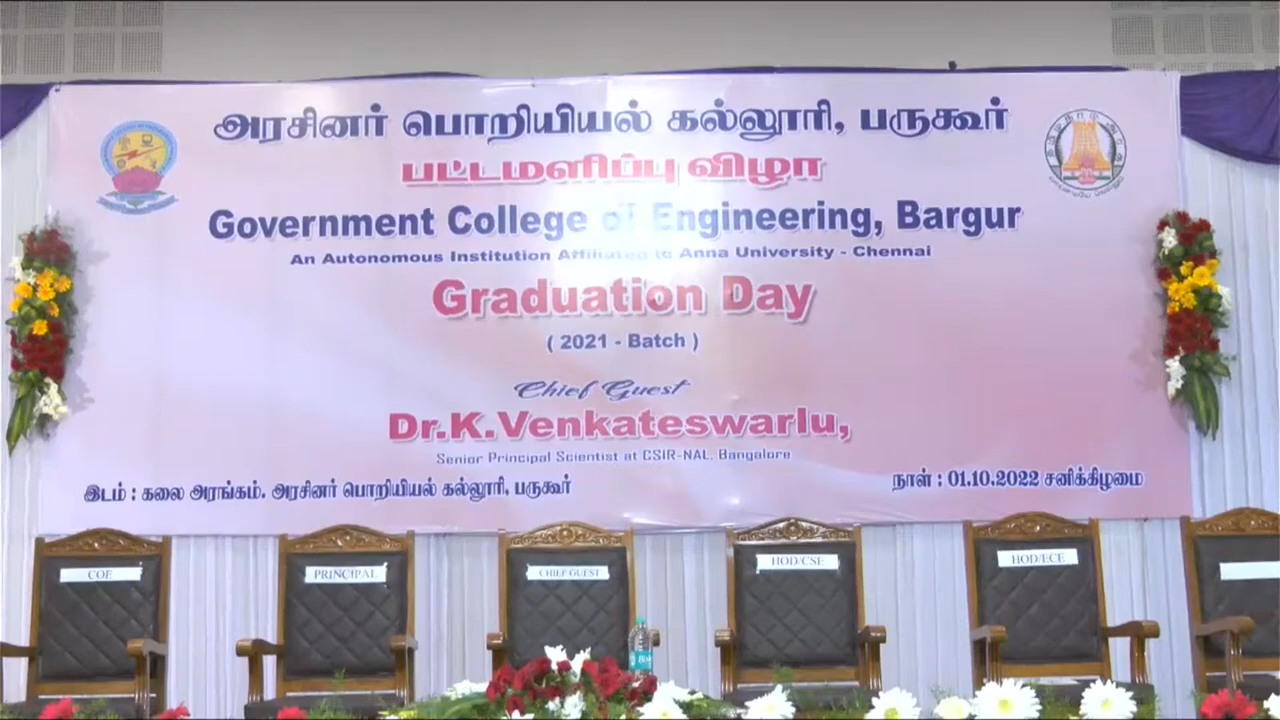 அரசினர் பொறியியல் கல்லூரி, பருகூர்
பட்டமளிப்பு விழா
Government College of Engineering, Bargur
An Autonomous Institution Affiliated to Anna University - Chennai
Graduation Day
( 2021 - Batch )
Chief Guest
Dr.K.Venkateswarlu,
Senior Principal Scientist at CSIR-NAL, Bangalore
இடம் : கலை அரங்கம். அரசினர் பொறியியல் கல்லூரி, பருகூர்
நாள் : 01.10.2022 சனிக்கிழமை
COE
PRINCIPAL
CHIEF GUEST
HOD/CSE
HOD/ECE